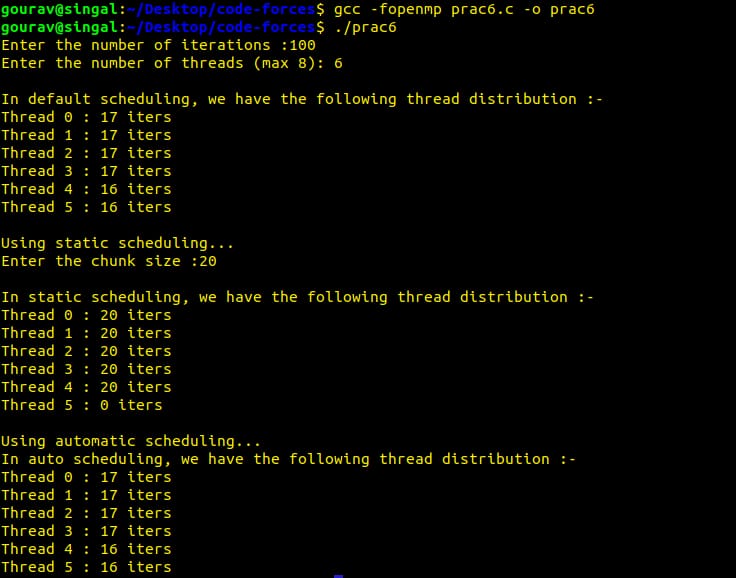 gourav@singal:~/Desktop/code-forces$ gcc -fopenmp prac6.c -o prac6
gourav@singal:~/Desktop/code-forces$ ./prac6
Enter the number of iterations :100
Enter the number of threads (max 8): 6
In default scheduling, we have the following thread distribution :-
Thread 0 : 17 iters
Thread 1 : 17 iters
Thread 2 : 17 iters
Thread 3 : 17 iters
Thread 4 : 16 iters
Thread 5 : 16 iters
Using static scheduling...
Enter the chunk size :20
In static scheduling, we have the following thread distribution :-
Thread 0 : 20 iters
Thread 1 : 20 iters
Thread 2 : 20 iters
Thread 3 : 20 iters
Thread 4 : 20 iters
Thread 5 : 0 iters
Using automatic scheduling...
In auto scheduling, we have the following thread distribution :-
Thread 0 : 17 iters
Thread 1 : 17 iters
Thread 2 : 17 iters
Thread 3 : 17 iters
Thread 4 : 16 iters
Thread 5 : 16 iters